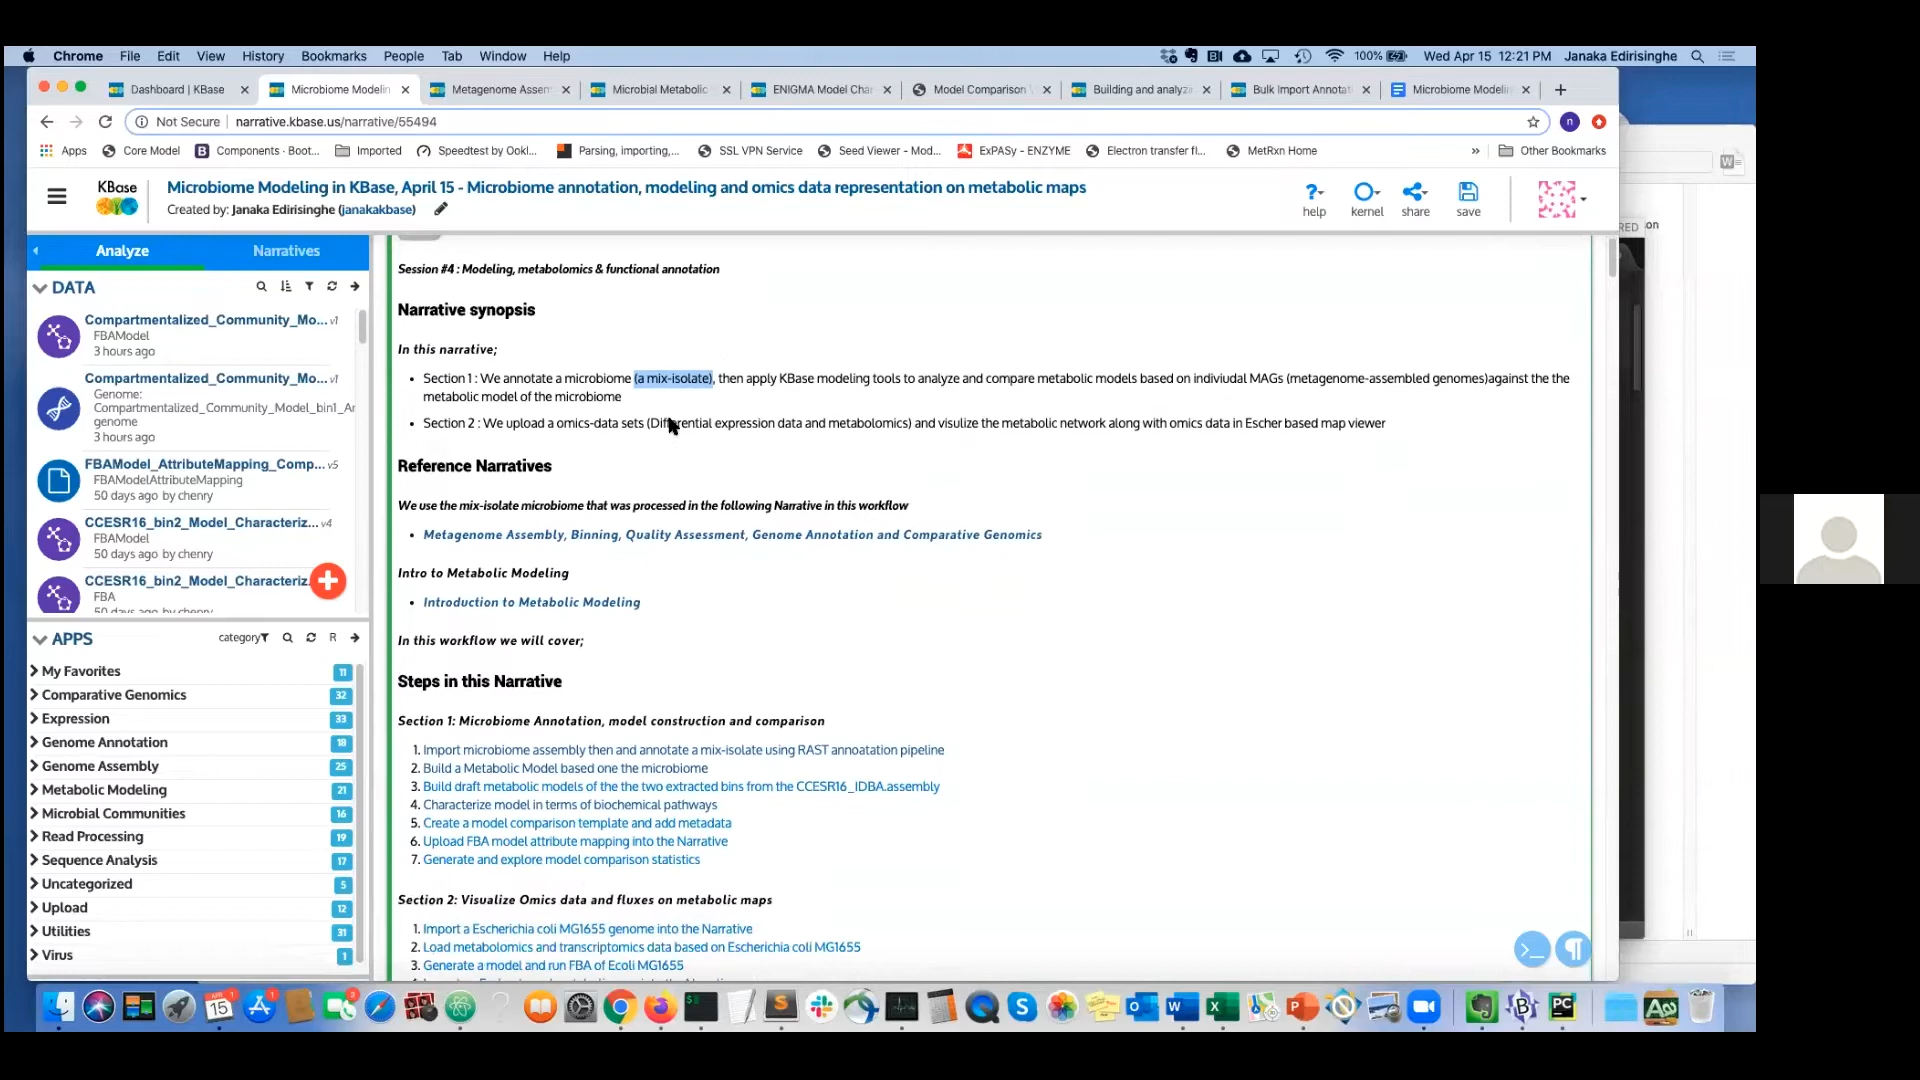 Chrome File Edit View History Bookmarks People Tab Window Help
100% Wed Apr 15 12:21 PM Janaka Edirisinghe
Dashboard | KBase
Microbiome Modelin
Metagenome Assem
Microbial Metabolic
ENIGMA Model Cha
Model Comparison
Building and analyz
Bulk Import Annotat
Microbiome Modeli
Not Secure narrative.kbase.us/narrative/55494
n
Apps Core Model Components · Boot... Imported Speedtest by Ookl... Parsing, importing,... SSL VPN Service Seed Viewer - Mod... ExPASy - ENZYME Electron transfer fl... MetRxn Home » Other Bookmarks
KBase
Microbiome Modeling in KBase, April 15 - Microbiome annotation, modeling and omics data representation on metabolic maps
Created by: Janaka Edirisinghe (janakakbase)
help kernel share save
RED
on
Analyze Narratives
DATA
Compartmentalized_Community_Mo... v1
FBAModel
3 hours ago
Compartmentalized_Community_Mo... v1
Genome:
Compartmentalized_Community_Model_bin1_Ar
genome
3 hours ago
FBAModel_AttributeMapping_Comp... v5
FBAModelAttributeMapping
50 days ago by chenry
CCESR16_bin2_Model_Characteriz... v4
FBAModel
50 days ago by chenry
CCESR16_bin2_Model_Characteriz.
FBA
50 days ago by chenry
APPS
category R
My Favorites 11
Comparative Genomics 32
Expression 33
Genome Annotation 18
Genome Assembly 25
Metabolic Modeling 21
Microbial Communities 16
Read Processing 19
Sequence Analysis 17
Uncategorized 5
Upload 12
Utilities 31
Virus 1
Session #4 : Modeling, metabolomics & functional annotation
Narrative synopsis
In this narrative;
• Section 1 : We annotate a microbiome (a mix-isolate), then apply KBase modeling tools to analyze and compare metabolic models based on indiviudal MAGs (metagenome-assembled genomes)against the the
metabolic model of the microbiome
• Section 2 : We upload a omics-data sets (Differential expression data and metabolomics) and visulize the metabolic network along with omics data in Escher based map viewer
Reference Narratives
We use the mix-isolate microbiome that was processed in the following Narrative in this workflow
• Metagenome Assembly, Binning, Quality Assessment, Genome Annotation and Comparative Genomics
Intro to Metabolic Modeling
• Introduction to Metabolic Modeling
In this workflow we will cover;
Steps in this Narrative
Section 1: Microbiome Annotation, model construction and comparison
1. Import microbiome assembly then and annotate a mix-isolate using RAST annoatation pipeline
2. Build a Metabolic Model based one the microbiome
3. Build draft metabolic models of the the two extracted bins from the CCESR16_IDBA.assembly
4. Characterize model in terms of biochemical pathways
5. Create a model comparison template and add metadata
6. Upload FBA model attribute mapping into the Narrative
7. Generate and explore model comparison statistics
Section 2: Visualize Omics data and fluxes on metabolic maps
1. Import a Escherichia coli MG1655 genome into the Narrative
2. Load metabolomics and transcriptomics data based on Escherichia coli MG1655
3. Generate a model and run FBA of Ecoli MG1655